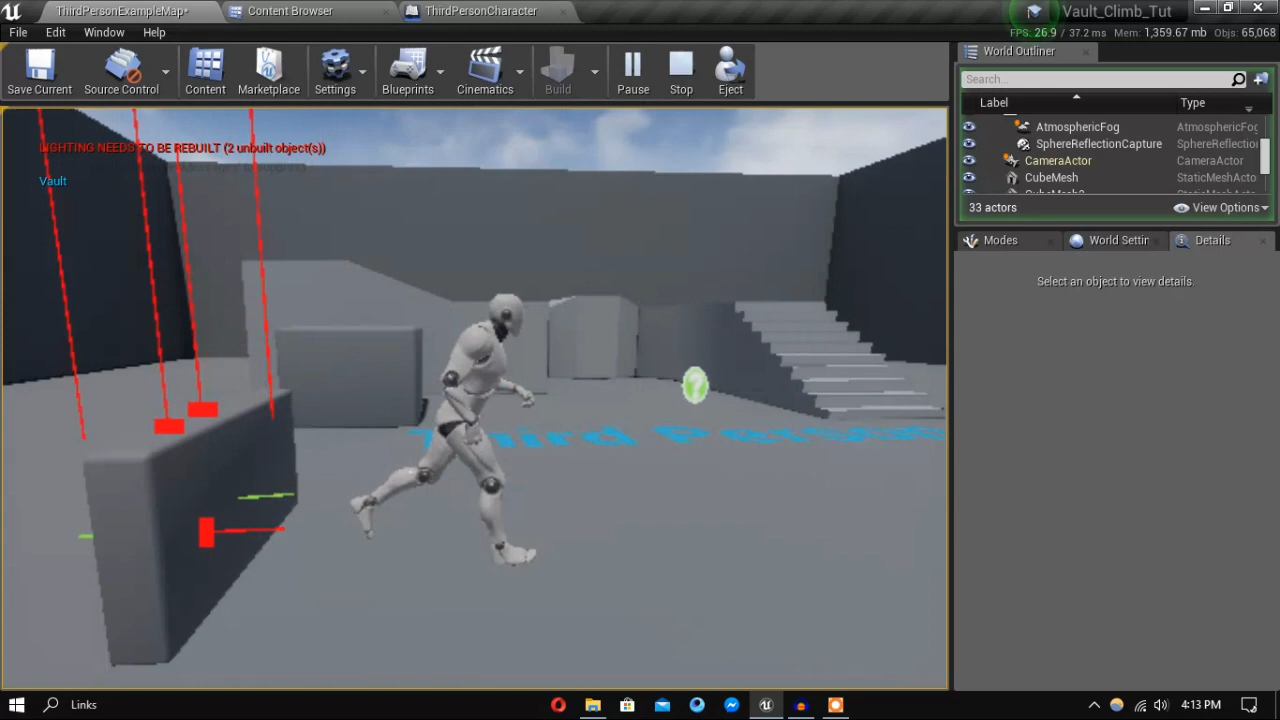 ThirdPersonExampleMap*
Content Browser
ThirdPersonCharacter
Vault_Climb_Tut
File
Edit
Window
Help
FPS: 26.9 / 37.2 ms
Mem: 1,359.67 mb
Objs: 65,068
Save Current
Source Control
Content
Marketplace
Settings
Blueprints
Cinematics
Build
Pause
Stop
Eject
World Outliner
Search...
Label
Type
AtmosphericFog
AtmosphericFog
SphereReflectionCapture
SphereReflectio
CameraActor
CameraActor
CubeMesh
StaticMeshActo
33 actors
View Options
Modes
World Settin
Details
Select an object to view details.
LIGHTING NEEDS TO BE REBUILT (2 unbuilt object(s))
Vault
Third Person
Links
4:13 PM